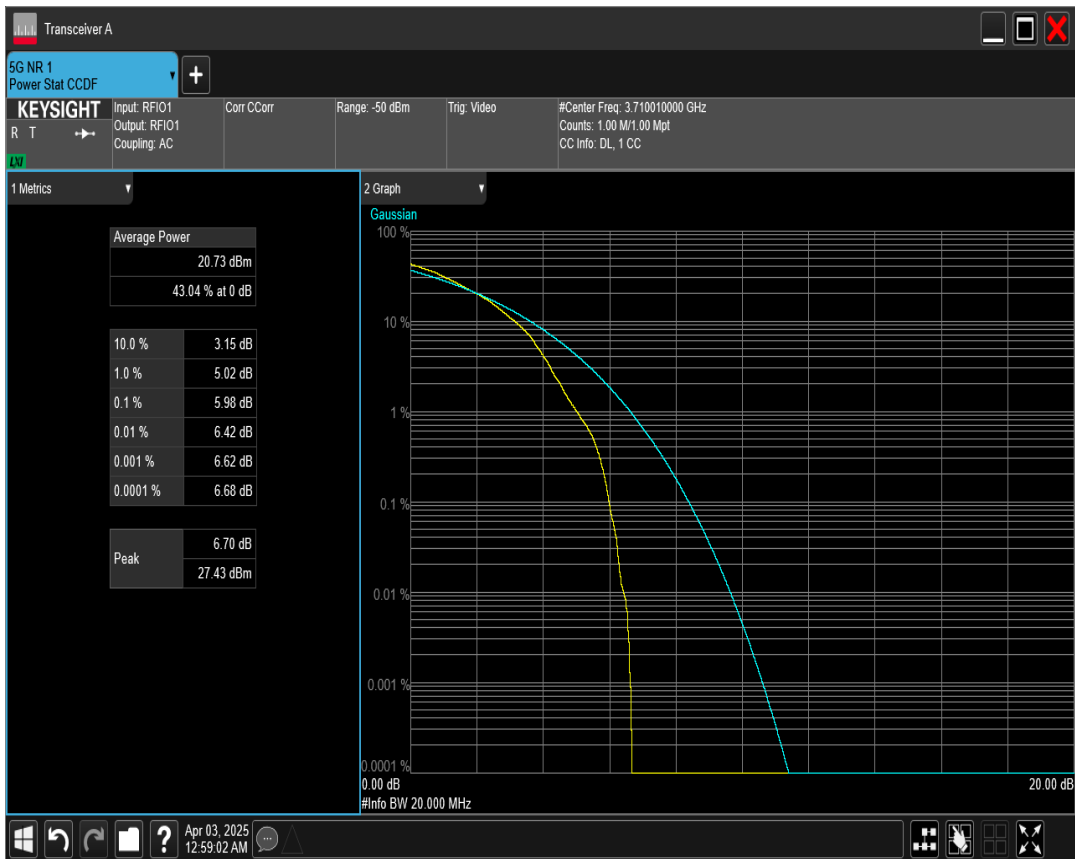 Transceiver A
5G NR 1
Power Stat CCDF
KEYSIGHT
R T
LXI
Input: RFIO1
Output: RFIO1
Coupling: AC
Corr CCorr
Range: -50 dBm
Trig: Video
#Center Freq: 3.710010000 GHz
Counts: 1.00 M/1.00 Mpt
CC Info: DL, 1 CC
1 Metrics
Average Power
20.73 dBm
43.04 % at 0 dB
10.0 % 3.15 dB
1.0 % 5.02 dB
0.1 % 5.98 dB
0.01 % 6.42 dB
0.001 % 6.62 dB
0.0001 % 6.68 dB
Peak 6.70 dB
27.43 dBm
2 Graph
Gaussian
100 %
10 %
1 %
0.1 %
0.01 %
0.001 %
0.0001 %
0.00 dB 20.00 dB
#Info BW 20.000 MHz
? Apr 03, 2025
12:59:02 AM